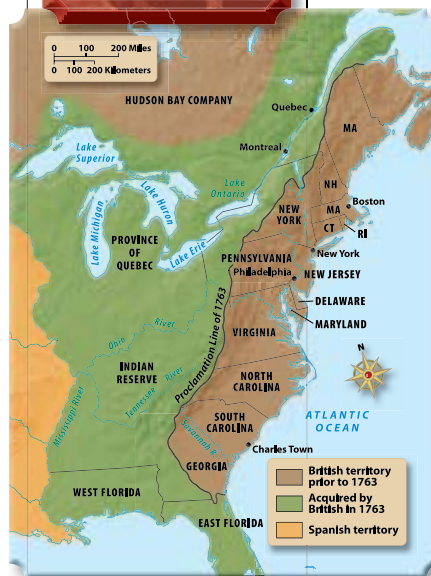 0 100 200 Miles
0 100 200 Kilometers
HUDSON BAY COMPANY
Quebec
MA
Montreal
Lake
Superior
Lake Huron
Lake
Ontario
NH
Boston
NEW
YORK
MA
CT
RI
Lake Michigan
PROVINCE
OF
QUEBEC
Lake Erie
New York
PENNSYLVANIA
Philadelphia
NEW JERSEY
DELAWARE
MARYLAND
Proclamation Line of 1763
Ohio River
VIRGINIA
N
INDIAN
RESERVE
Tennessee River
NORTH
CAROLINA
Mississippi River
SOUTH
CAROLINA
ATLANTIC
OCEAN
Savannah R.
Charles Town
GEORGIA
WEST FLORIDA
EAST FLORIDA
British territory
prior to 1763
Acquired by
British in 1763
Spanish territory